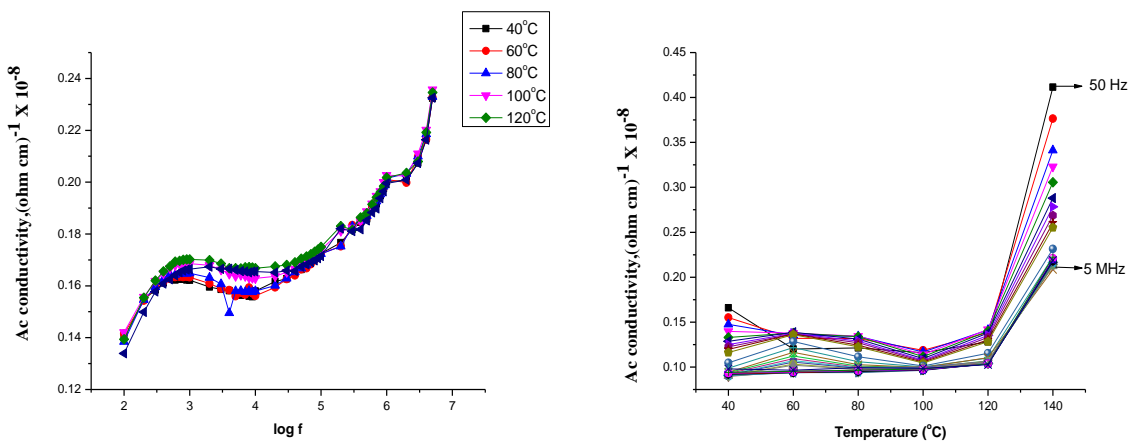 Ac conductivity,(ohm cm)⁻¹ X 10⁻⁸
0.24
0.22
0.20
0.18
0.16
0.14
0.12
2 3 4 5 6 7
log f
40°C
60°C
80°C
100°C
120°C
Ac conductivity,(ohm cm)⁻¹ X 10⁻⁸
0.45
0.40
0.35
0.30
0.25
0.20
0.15
0.10
40 60 80 100 120 140
Temperature (°C)
50 Hz
5 MHz